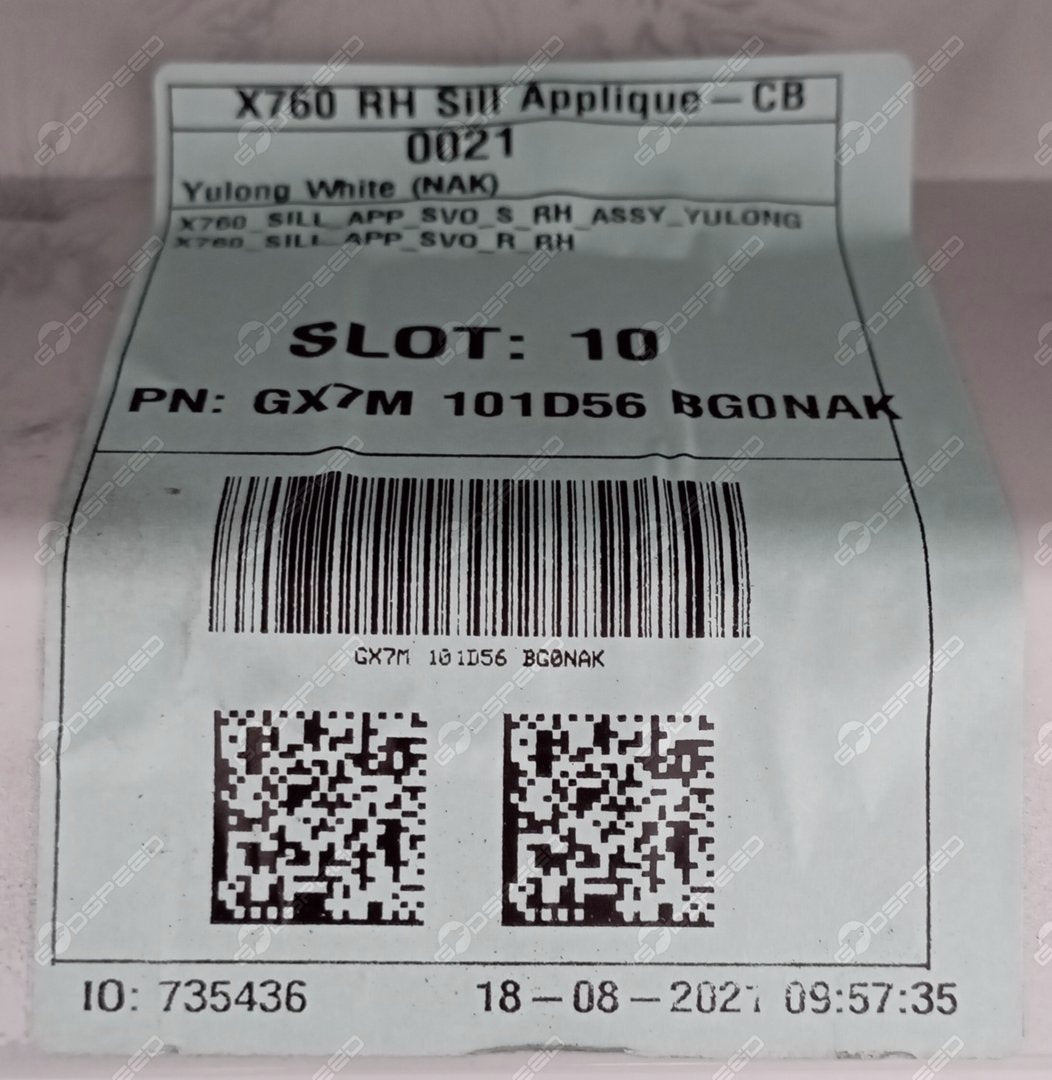 X760 RH Sill Applique – CB
0021
Yulong White (NAK)
X760_SILL_APP_SVO_S_RH_ASSY_YULONG
X760_SILL_APP_SVO_R_RH
SLOT: 10
PN: GX7M 101D56 BG0NAK
GX7M 101D56 BG0NAK
IO: 735436
18–08–2021 09:57:35
GODSPEED